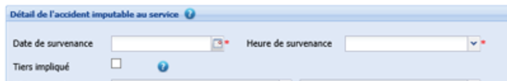 Détail de l'accident imputable au service
Date de survenance * Heure de survenance *
Tiers impliqué